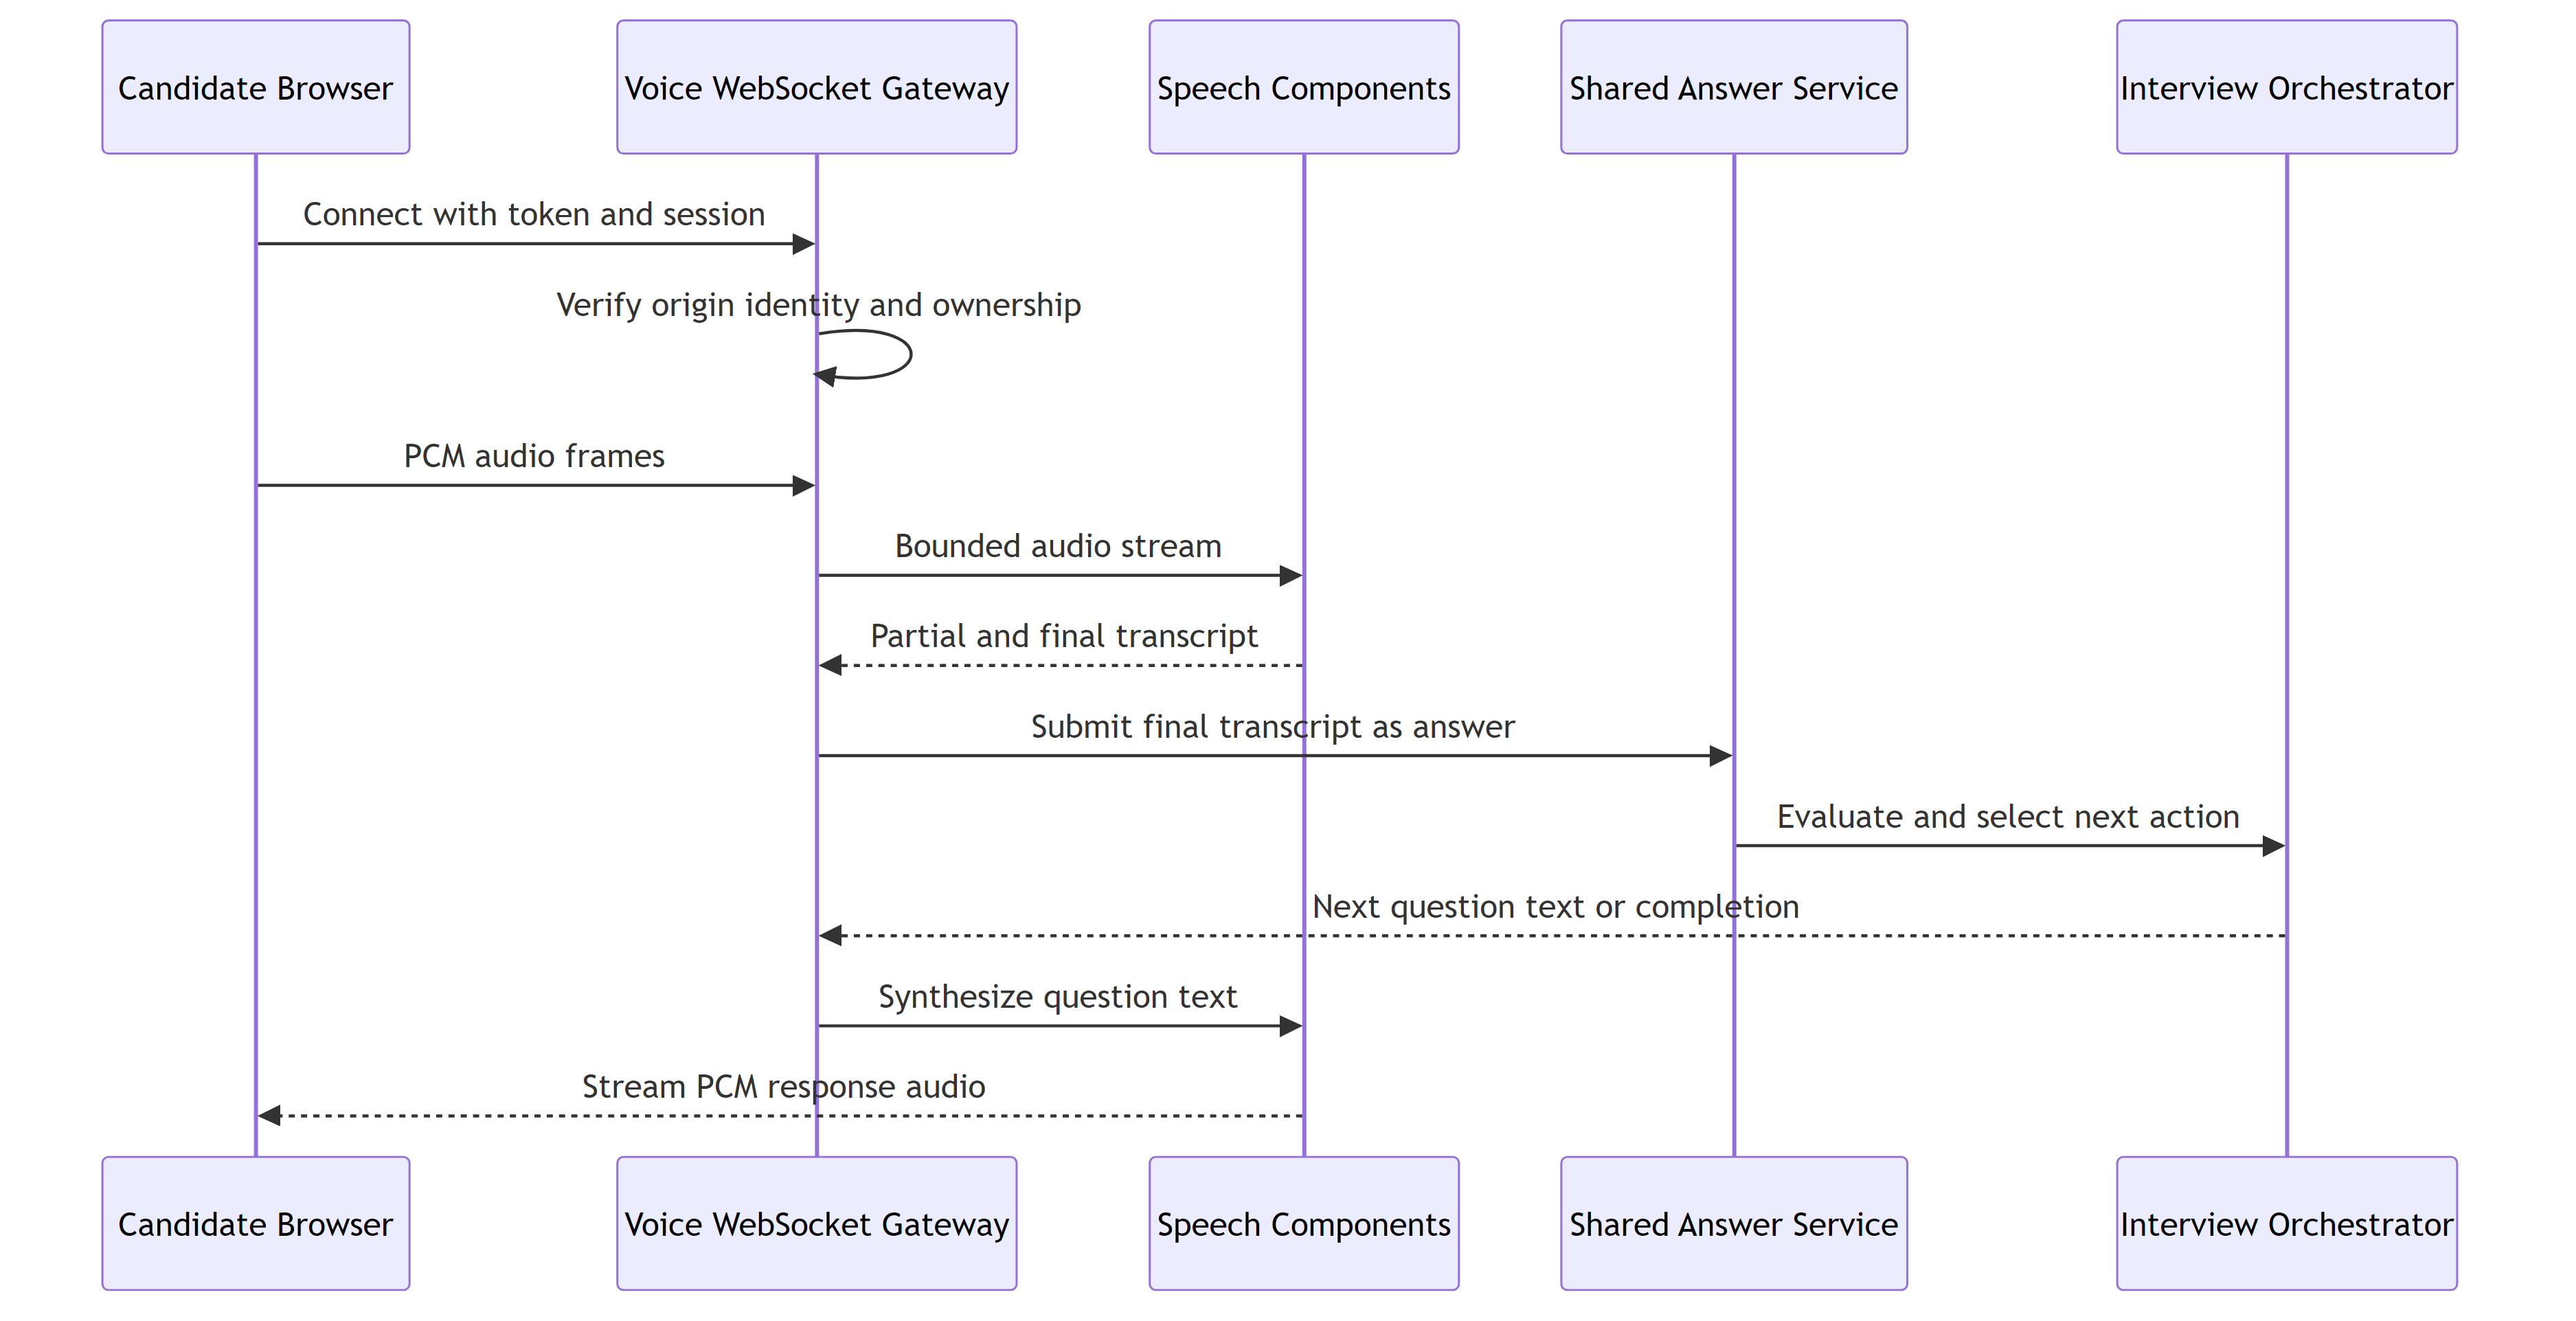 Candidate Browser
Voice WebSocket Gateway
Speech Components
Shared Answer Service
Interview Orchestrator
Connect with token and session
Verify origin identity and ownership
PCM audio frames
Bounded audio stream
Partial and final transcript
Submit final transcript as answer
Evaluate and select next action
Next question text or completion
Synthesize question text
Stream PCM response audio
Candidate Browser
Voice WebSocket Gateway
Speech Components
Shared Answer Service
Interview Orchestrator